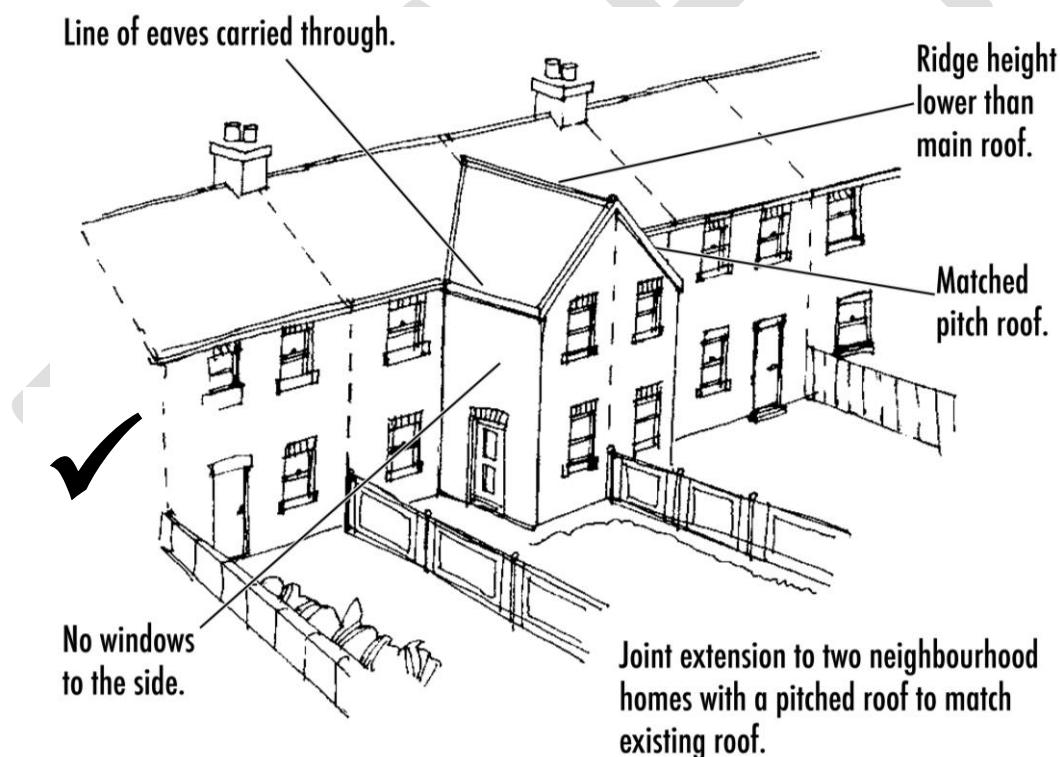 Line of eaves carried through.
Ridge height
lower than
main roof.
Matched
pitch roof.
No windows
to the side.
Joint extension to two neighbourhood
homes with a pitched roof to match
existing roof.